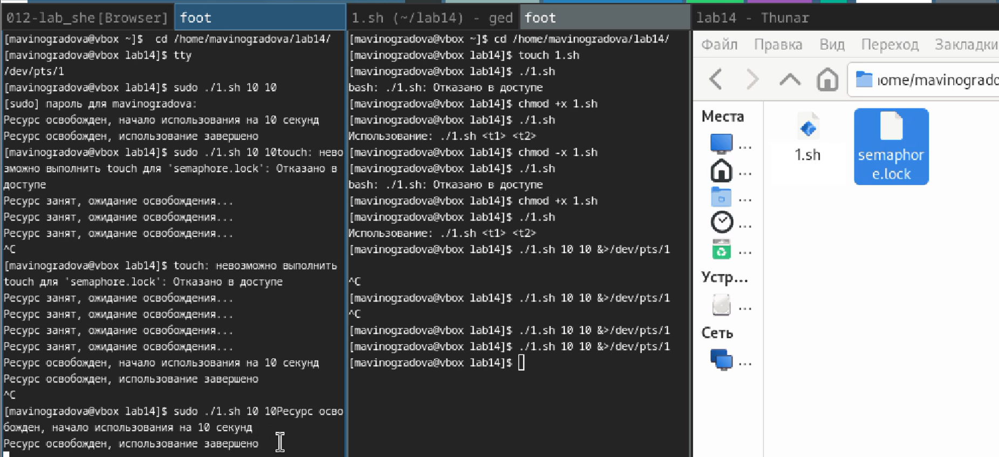 012-lab_she[Browser]
foot
1.sh (~/lab14) - ged
foot
lab14 - Thunar
[mavinogradova@vbox ~]$  cd /home/mavinogradova/lab14/
[mavinogradova@vbox lab14]$ tty
/dev/pts/1
[mavinogradova@vbox lab14]$ sudo ./1.sh 10 10
[sudo] пароль для mavinogradova:
Ресурс освобожден, начало использования на 10 секунд
Ресурс освобожден, использование завершено
[mavinogradova@vbox lab14]$ sudo ./1.sh 10 10touch: нево
зможно выполнить touch для 'semaphore.lock': Отказано в
доступе
Ресурс занят, ожидание освобождения...
Ресурс занят, ожидание освобождения...
Ресурс занят, ожидание освобождения...
^C
[mavinogradova@vbox lab14]$ touch: невозможно выполнить
touch для 'semaphore.lock': Отказано в доступе
Ресурс занят, ожидание освобождения...
Ресурс занят, ожидание освобождения...
Ресурс занят, ожидание освобождения...
Ресурс занят, ожидание освобождения...
Ресурс освобожден, начало использования на 10 секунд
Ресурс освобожден, использование завершено
^C
[mavinogradova@vbox lab14]$ sudo ./1.sh 10 10Ресурс осво
божден, начало использования на 10 секунд
Ресурс освобожден, использование завершено
[mavinogradova@vbox ~]$ cd /home/mavinogradova/lab14/
[mavinogradova@vbox lab14]$ touch 1.sh
[mavinogradova@vbox lab14]$ ./1.sh
bash: ./1.sh: Отказано в доступе
[mavinogradova@vbox lab14]$ chmod +x 1.sh
[mavinogradova@vbox lab14]$ ./1.sh
Использование: ./1.sh <t1> <t2>
[mavinogradova@vbox lab14]$ chmod -x 1.sh
[mavinogradova@vbox lab14]$ ./1.sh
bash: ./1.sh: Отказано в доступе
[mavinogradova@vbox lab14]$ chmod +x 1.sh
[mavinogradova@vbox lab14]$ ./1.sh
Использование: ./1.sh <t1> <t2>
[mavinogradova@vbox lab14]$ ./1.sh 10 10 &>/dev/pts/1
^C
[mavinogradova@vbox lab14]$ ./1.sh 10 10 &>/dev/pts/1
^C
[mavinogradova@vbox lab14]$ ./1.sh 10 10 &>/dev/pts/1
[mavinogradova@vbox lab14]$ ./1.sh 10 10 &>/dev/pts/1
[mavinogradova@vbox lab14]$
Файл Правка Вид Переход Закладки
ome/mavinogrado
Места
...
...
...
...
...
Устр...
...
Сеть
...
1.sh
semaphor
e.lock